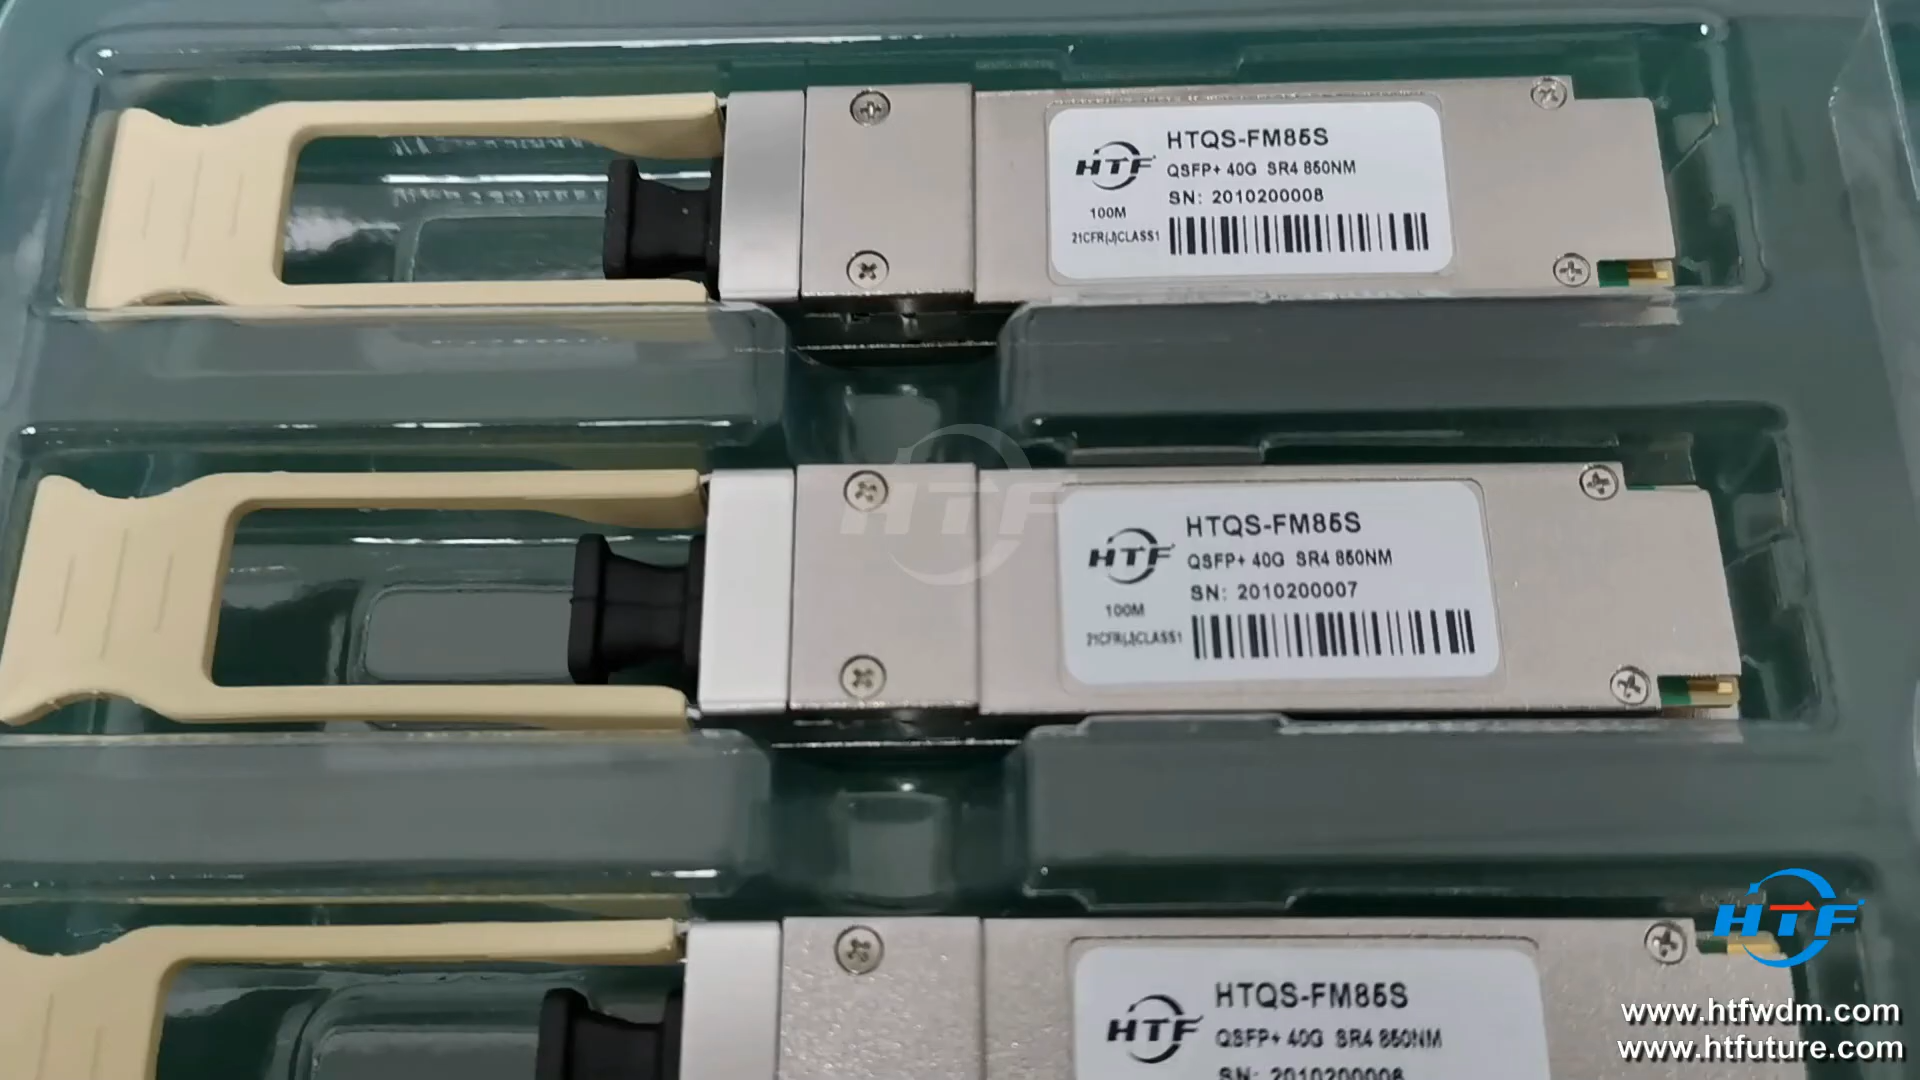 HTF
HTQS-FM85S
QSFP+ 40G SR4 850NM
SN: 2010200008
100M
21CFR(J)CLASS1
HTF
HTF
HTQS-FM85S
QSFP+ 40G SR4 850NM
SN: 2010200007
100M
21CFR(J)CLASS1
HTF
HTQS-FM85S
QSFP+ 40G SR4 850NM
SN:
HTF
www.htfwdm.com
www.htfuture.com